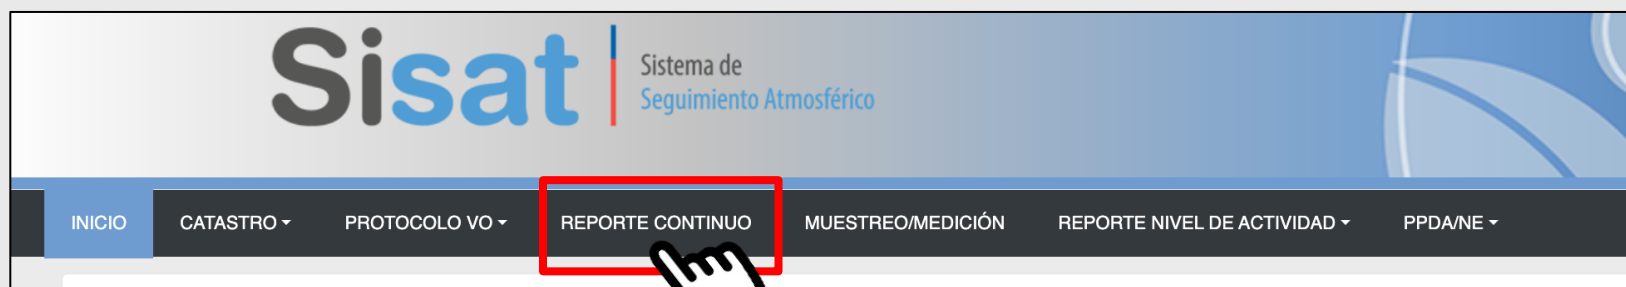 Sisat
Sistema de
Seguimiento Atmosférico
INICIO CATASTRO PROTOCOLO VO REPORTE CONTINUO MUESTREO/MEDICIÓN REPORTE NIVEL DE ACTIVIDAD PPDA/NE